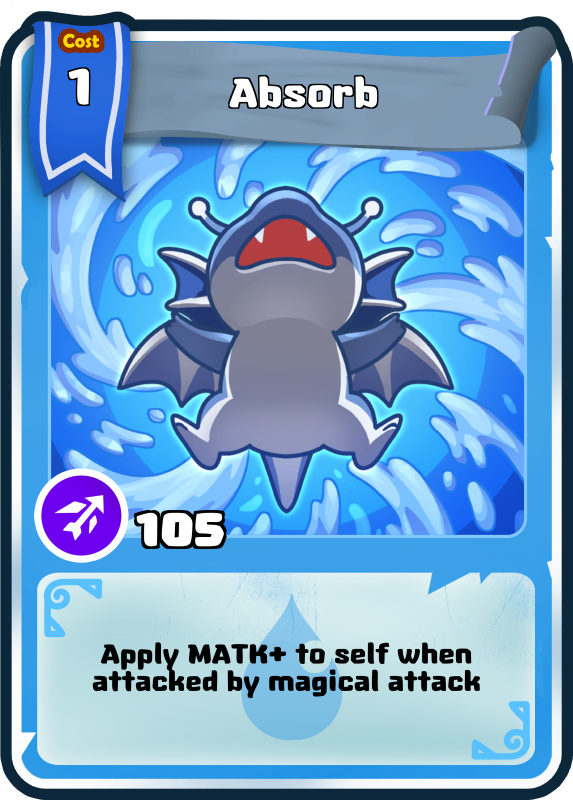 Cost
1
Absorb
105
Apply MATK+ to self when
attacked by magical attack